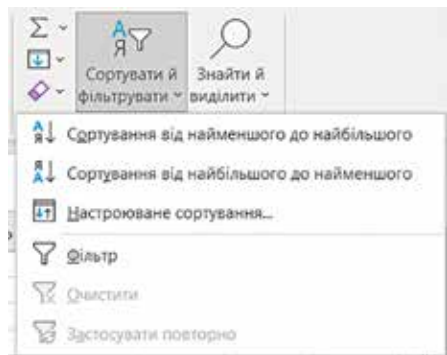 Сортувати й
фільтрувати
Знайти й
виділити
Сортування від найменшого до найбільшого
Сортування від найбільшого до найменшого
Настроюване сортування...
Фільтр
Очистити
Застосувати повторно